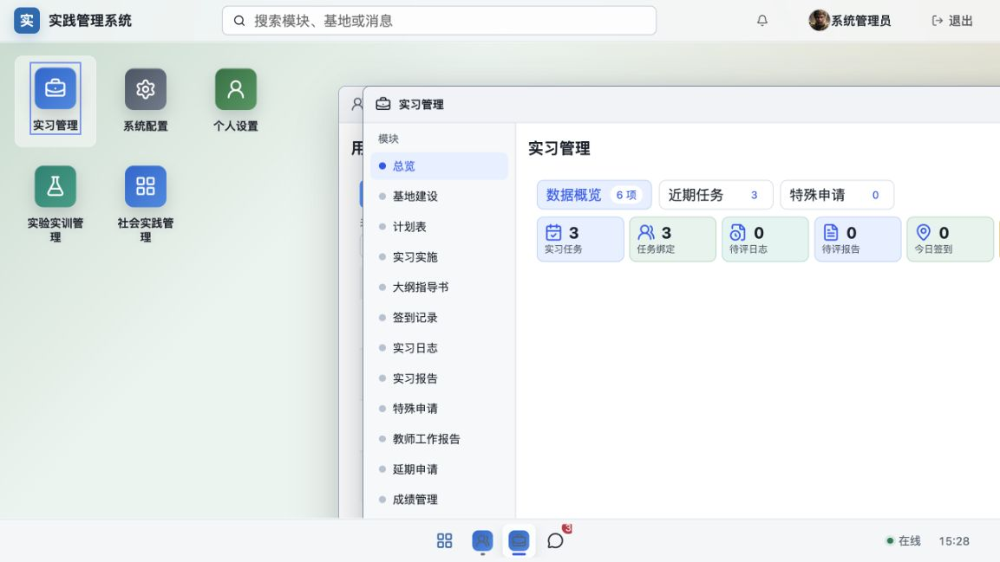 实 实践管理系统
搜索模块、基地或消息
系统管理员
退出
实习管理
系统配置
个人设置
实验实训管
理
社会实践管
理
用
实习管理
模块
总览
基地建设
计划表
实习实施
大纲指导书
签到记录
实习日志
实习报告
特殊申请
教师工作报告
延期申请
成绩管理
实习管理
数据概览 6 项
近期任务 3
特殊申请 0
3
实习任务
3
任务绑定
0
待评日志
0
待评报告
0
今日签到
3
在线
15:28